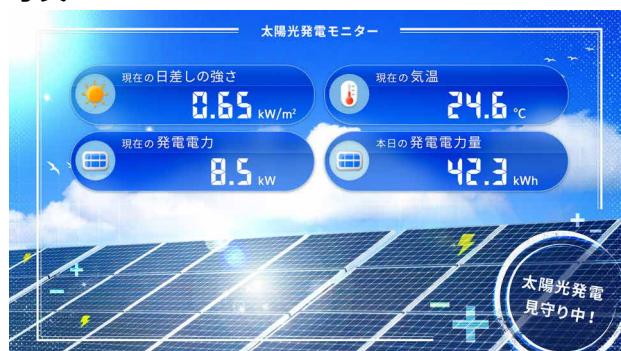 太陽光発電モニター
現在の日差しの強さ
0.65 kW/m²
現在の気温
24.6 ℃
現在の発電電力
8.5 kW
本日の発電電力量
42.3 kWh
太陽光発電
見守り中!